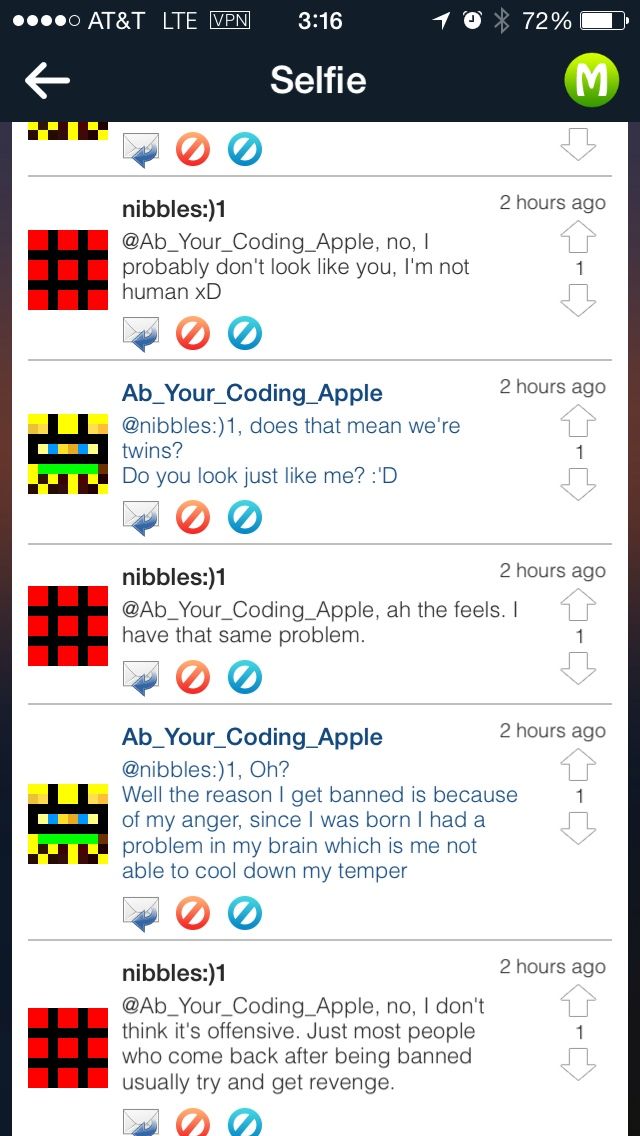 AT&T LTE VPN 3:16 72%
Selfie
M
nibbles:)1 2 hours ago
@Ab_Your_Coding_Apple, no, I
probably don't look like you, I'm not
human xD
1
Ab_Your_Coding_Apple 2 hours ago
@nibbles:)1, does that mean we're
twins?
Do you look just like me? :'D
1
nibbles:)1 2 hours ago
@Ab_Your_Coding_Apple, ah the feels. I
have that same problem.
1
Ab_Your_Coding_Apple 2 hours ago
@nibbles:)1, Oh?
Well the reason I get banned is because
of my anger, since I was born I had a
problem in my brain which is me not
able to cool down my temper
1
nibbles:)1 2 hours ago
@Ab_Your_Coding_Apple, no, I don't
think it's offensive. Just most people
who come back after being banned
usually try and get revenge.
1